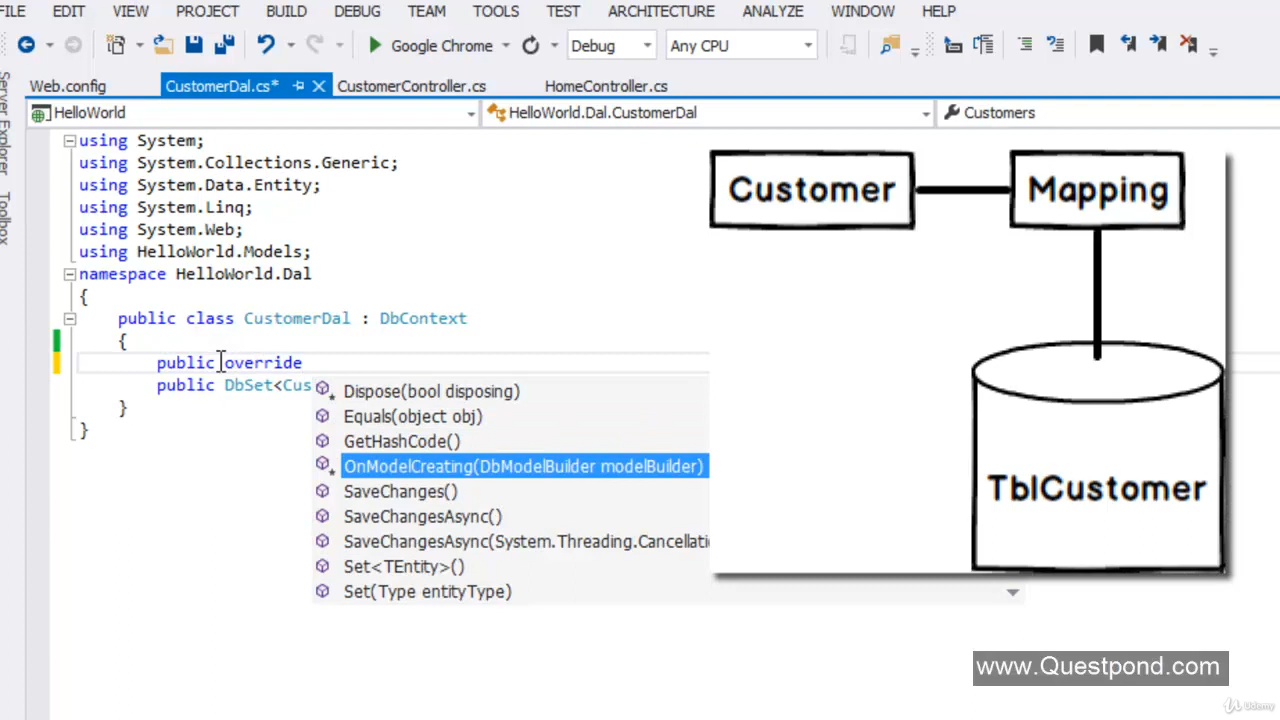 FILE EDIT VIEW PROJECT BUILD DEBUG TEAM TOOLS TEST ARCHITECTURE ANALYZE WINDOW HELP
Google Chrome Debug Any CPU
Web.config CustomerDal.cs* CustomerController.cs HomeController.cs
HelloWorld HelloWorld.Dal.CustomerDal Customers
Server Explorer
Toolbox
using System;
using System.Collections.Generic;
using System.Data.Entity;
using System.Linq;
using System.Web;
using HelloWorld.Models;
namespace HelloWorld.Dal
{
public class CustomerDal : DbContext
{
public override
public DbSet<Cus
}
}
Dispose(bool disposing)
Equals(object obj)
GetHashCode()
OnModelCreating(DbModelBuilder modelBuilder)
SaveChanges()
SaveChangesAsync()
SaveChangesAsync(System.Threading.Cancellati
Set<TEntity>()
Set(Type entityType)
Customer
Mapping
TblCustomer
www.Questpond.com
Udemy